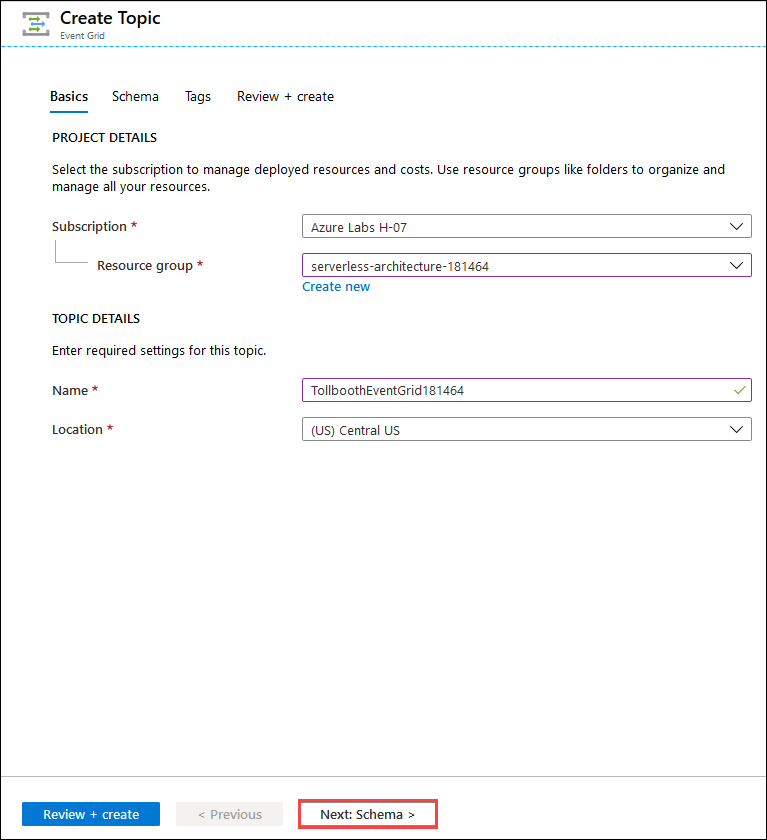 Create Topic
Event Grid
Basics Schema Tags Review + create
PROJECT DETAILS
Select the subscription to manage deployed resources and costs. Use resource groups like folders to organize and
manage all your resources.
Subscription * Azure Labs H-07
Resource group * serverless-architecture-181464
Create new
TOPIC DETAILS
Enter required settings for this topic.
Name * TollboothEventGrid181464
Location * (US) Central US
Review + create < Previous Next: Schema >